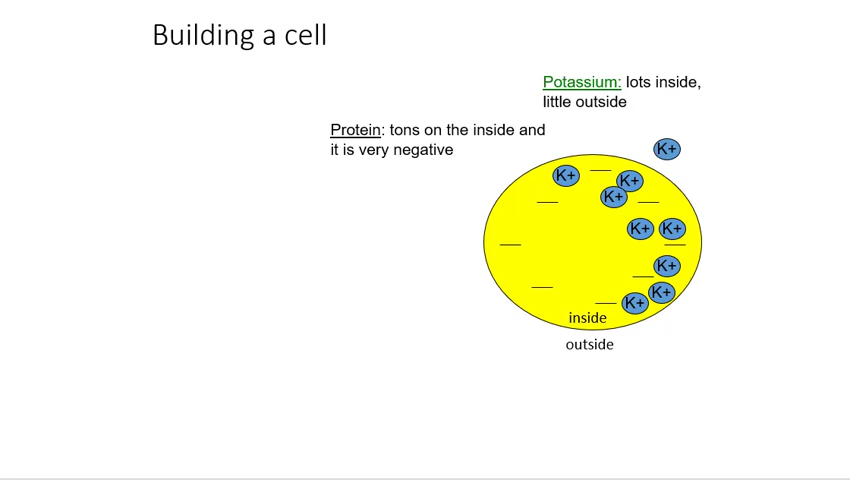 Building a cell
Potassium: lots inside,
little outside
Protein: tons on the inside and
it is very negative
K+
K+
K+
K+
K+
K+
K+
K+
K+
inside
outside